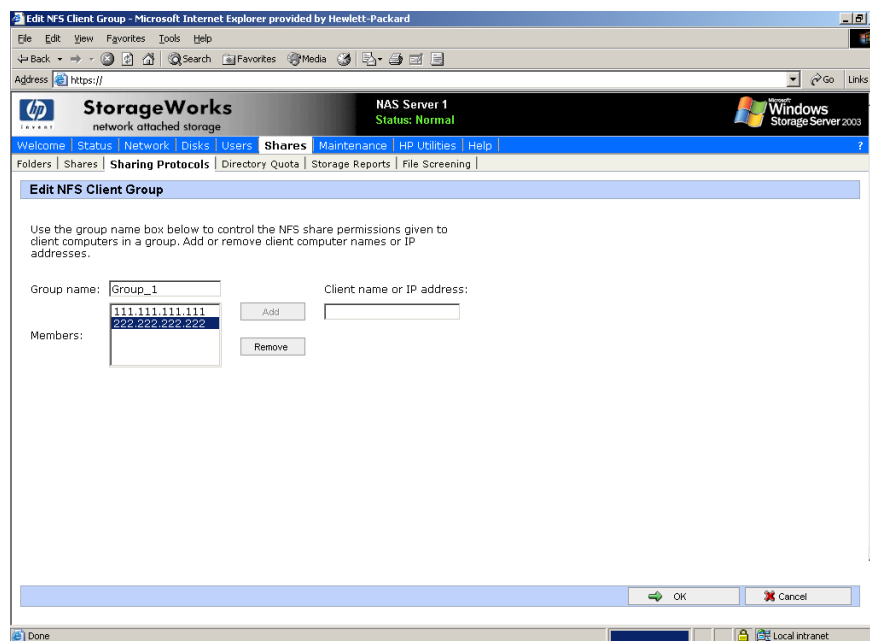 Edit NFS Client Group - Microsoft Internet Explorer provided by Hewlett-Packard
File Edit View Favorites Tools Help
Back Search Favorites Media
Address https:// Go Links
hp invent StorageWorks NAS Server 1 Microsoft Windows
network attached storage Status: Normal Storage Server 2003
Welcome | Status | Network | Disks | Users | Shares | Maintenance | HP Utilities | Help | ?
Folders | Shares | Sharing Protocols | Directory Quota | Storage Reports | File Screening |
Edit NFS Client Group
Use the group name box below to control the NFS share permissions given to
client computers in a group. Add or remove client computer names or IP
addresses.
Group name: Group_1 Client name or IP address:
111.111.111.111 Add
222.222.222.222
Members:
Remove
OK Cancel
Done Local intranet